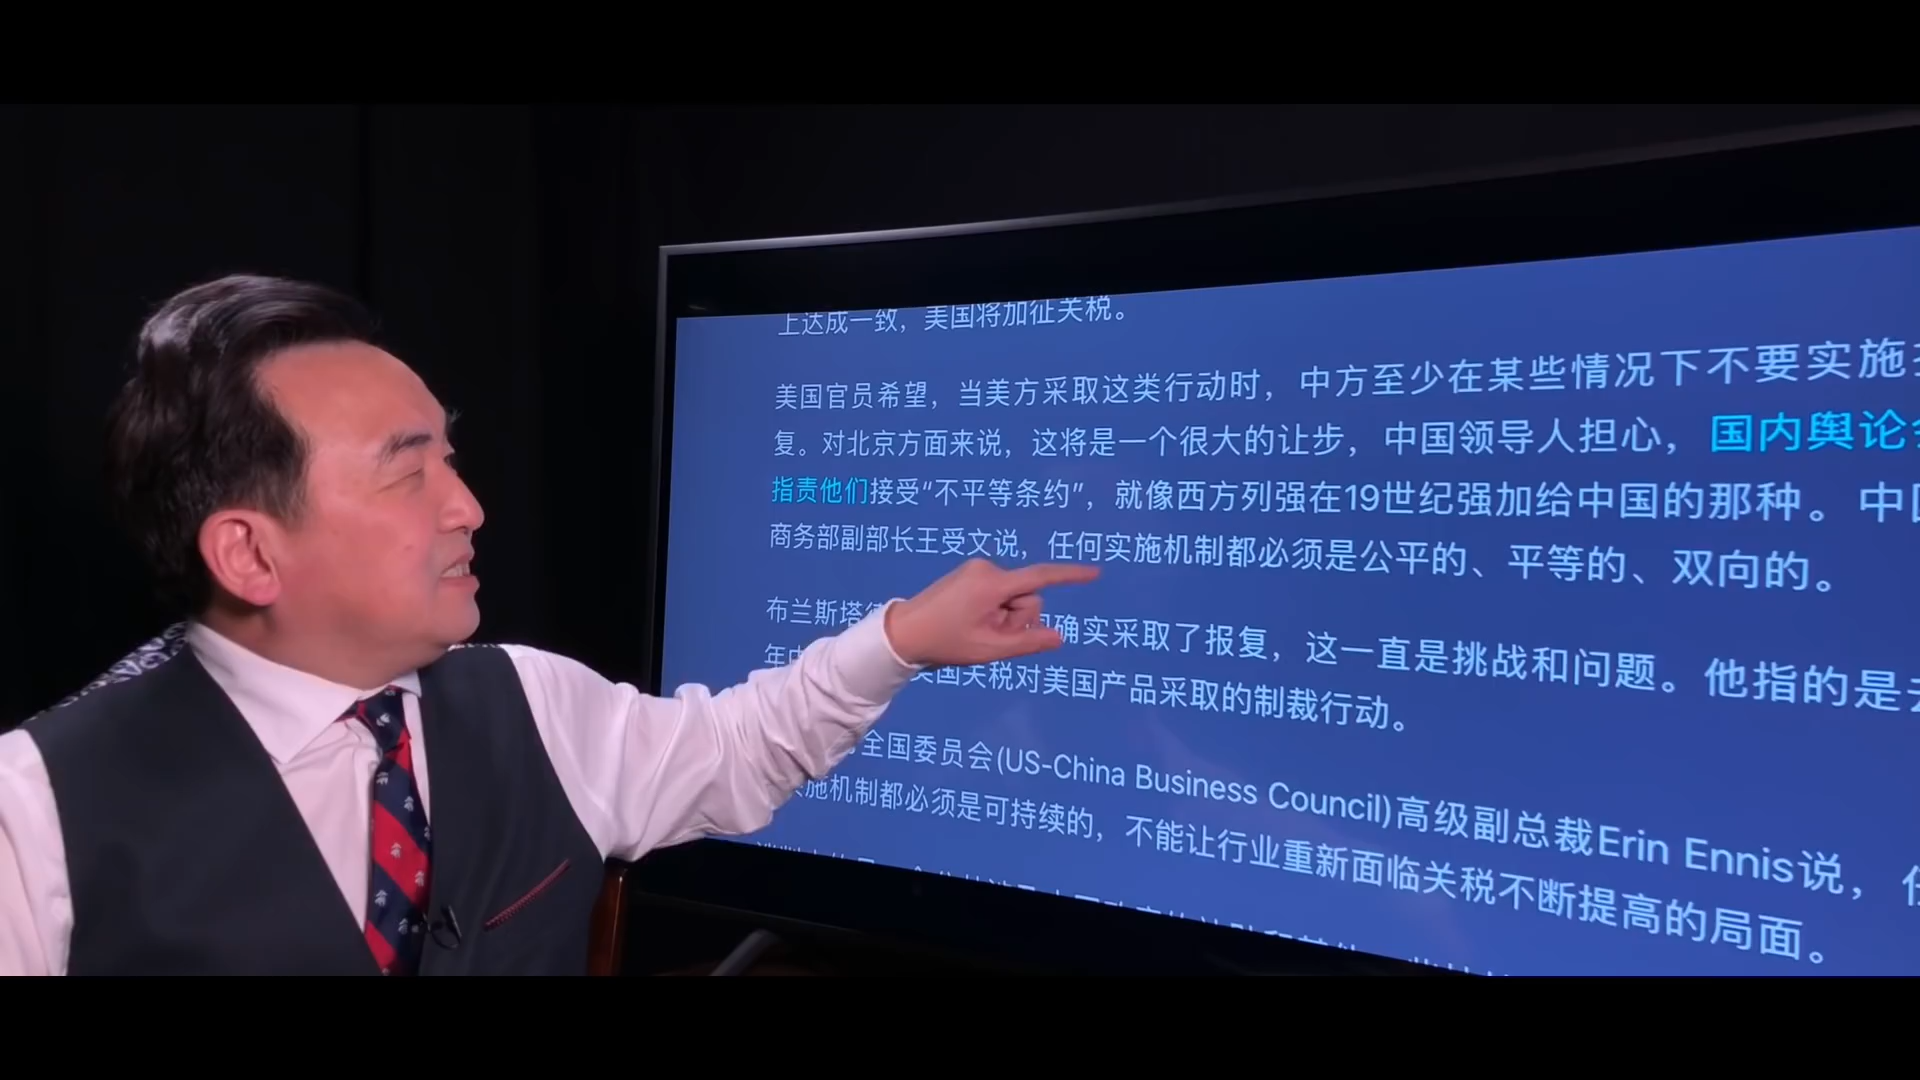 上达成一致，美国将加征关税。
美国官员希望，当美方采取这类行动时，中方至少在某些情况下不要实施
复。对北京方面来说，这将是一个很大的让步，中国领导人担心，国内舆论
指责他们接受“不平等条约”，就像西方列强在19世纪强加给中国的那种。中
商务部副部长王受文说，任何实施机制都必须是公平的、平等的、双向的。
布兰斯塔 确实采取了报复，这一直是挑战和问题。他指的是
年 美国关税对美国产品采取的制裁行动。
全国委员会(US-China Business Council)高级副总裁Erin Ennis说，
施机制都必须是可持续的，不能让行业重新面临关税不断提高的局面。